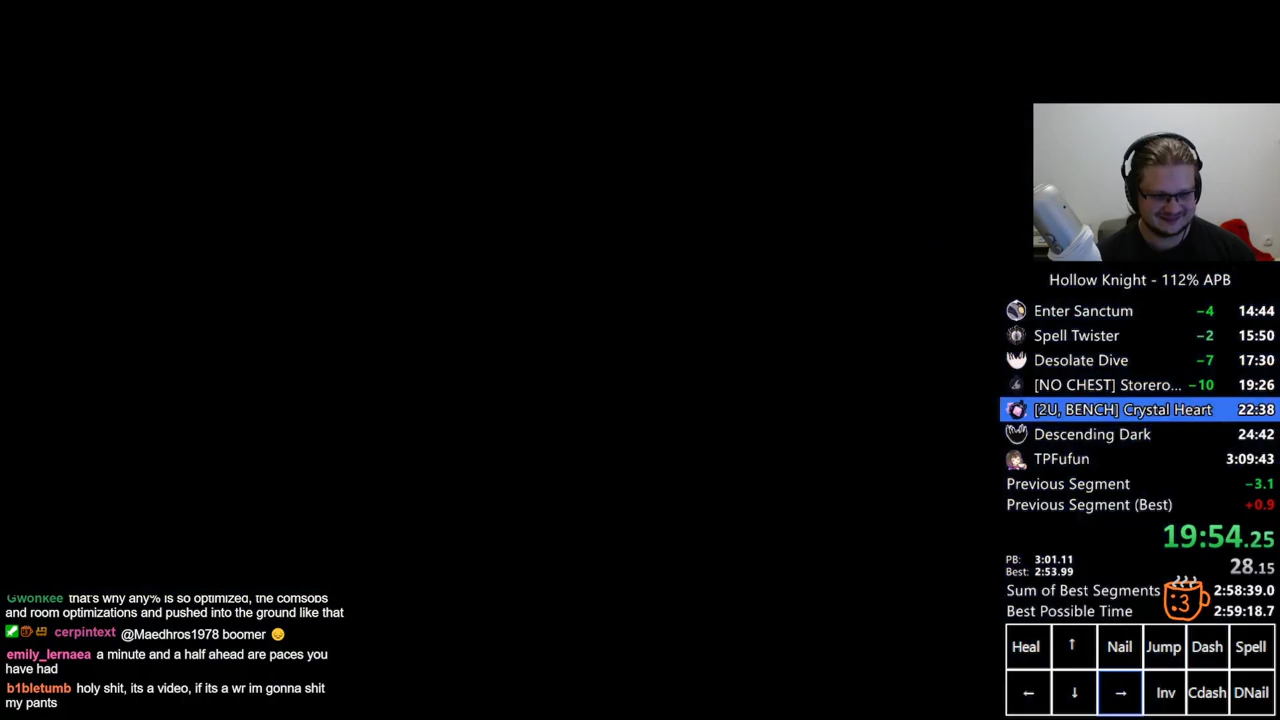 Hollow Knight - 112% APB
Enter Sanctum -4 14:44
Spell Twister -2 15:50
Desolate Dive -7 17:30
[NO CHEST] Storero... -10 19:26
[2U, BENCH] Crystal Heart 22:38
Descending Dark 24:42
TPFufun 3:09:43
Previous Segment -3.1
Previous Segment (Best) +0.9
19:54.25
PB: 3:01.11
Best: 2:53.99
28.15
Sum of Best Segments 2:58:39.0
Best Possible Time 2:59:18.7
:3
Heal ↑ Nail Jump Dash Spell
← ↓ → Inv Cdash DNail
Gwonkee that's why any% is so optimized, the comsobs
and room optimizations and pushed into the ground like that
cerpintext @Maedhros1978 boomer
emily_lernaea a minute and a half ahead are paces you
have had
b1bletumb holy shit, its a video, if its a wr im gonna shit
my pants